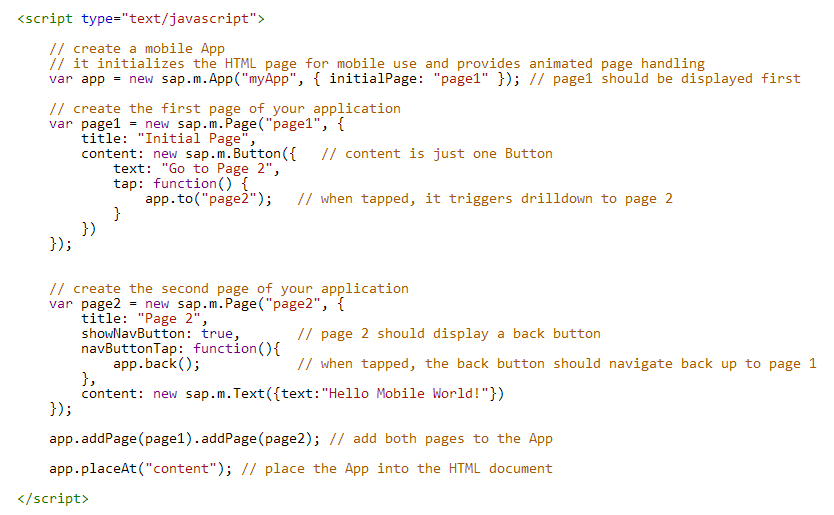 <script type="text/javascript">
// create a mobile App
// it initializes the HTML page for mobile use and provides animated page handling
var app = new sap.m.App("myApp", { initialPage: "page1" }); // page1 should be displayed first
// create the first page of your application
var page1 = new sap.m.Page("page1", {
title: "Initial Page",
content: new sap.m.Button({   // content is just one Button
text: "Go to Page 2",
tap: function() {
app.to("page2");   // when tapped, it triggers drilldown to page 2
}
})
});
// create the second page of your application
var page2 = new sap.m.Page("page2", {
title: "Page 2",
showNavButton: true,       // page 2 should display a back button
navButtonTap: function(){
app.back();            // when tapped, the back button should navigate back up to page 1
},
content: new sap.m.Text({text:"Hello Mobile World!"})
});
app.addPage(page1).addPage(page2); // add both pages to the App
app.placeAt("content"); // place the App into the HTML document
</script>